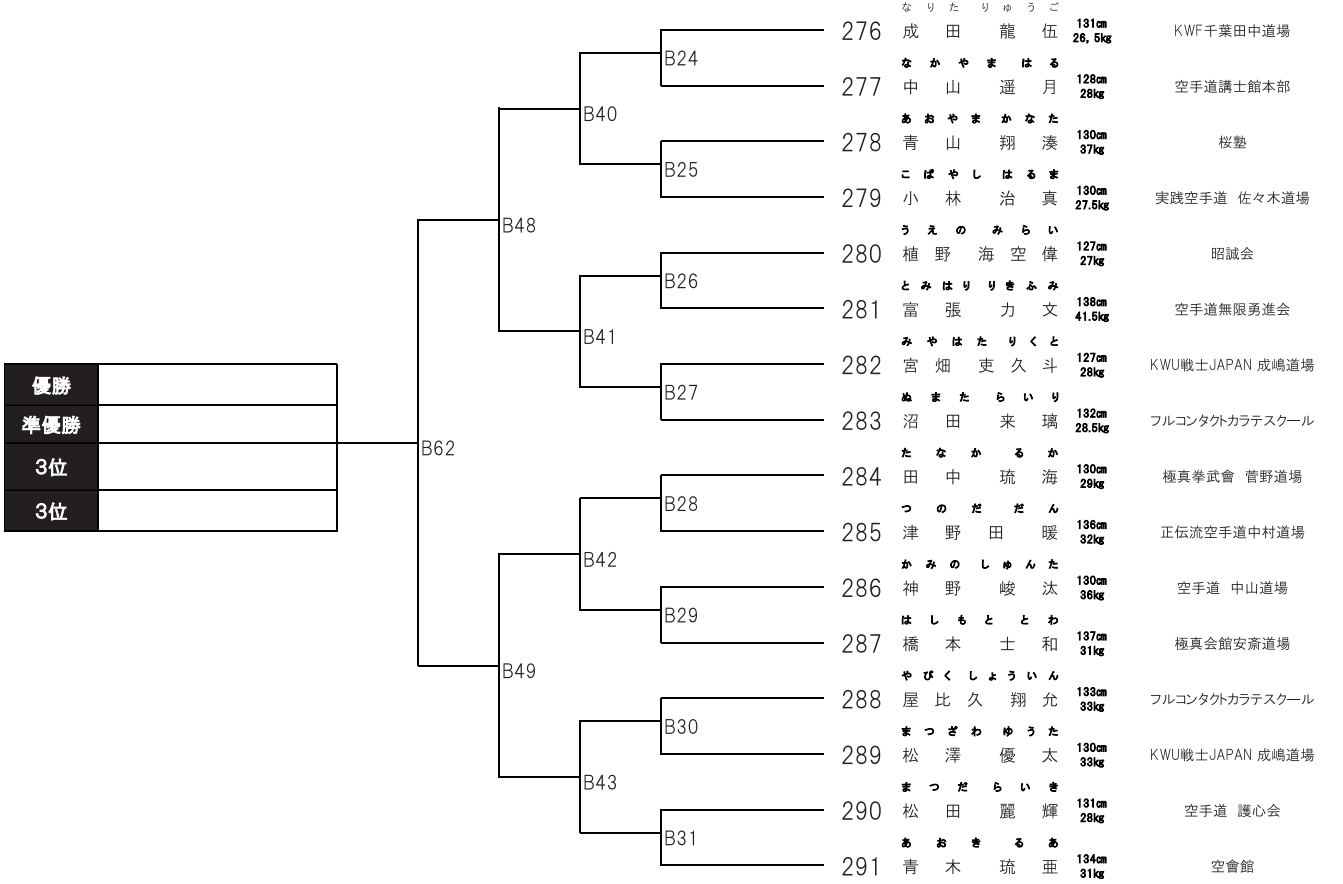 なりた りゅうご
276 成田 龍伍 131cm 26,5kg KWF千葉田中道場
B24
なかやま はる
277 中山 遥月 128cm 28kg 空手道講士館本部
B40
あおやま かなた
278 青山 翔湊 130cm 37kg 桜塾
B25
こばやし はるま
279 小林 治真 130cm 27.5kg 実践空手道 佐々木道場
B48
うえの みらい
280 植野 海空偉 127cm 27kg 昭誠会
B26
とみはり りきふみ
281 富張 力文 138cm 41.5kg 空手道無限勇進会
B41
みやはた りくと
282 宮畑 吏久斗 127cm 28kg KWU戦士JAPAN 成嶋道場
B27
ぬまた らいり
283 沼田 来璃 132cm 28.5kg フルコンタクトカラテスクール
優勝
準優勝
3位
3位
B62
たなか るか
284 田中 琉海 130cm 29kg 極真拳武會 菅野道場
B28
つのだ だん
285 津野田 暖 136cm 32kg 正伝流空手道中村道場
B42
かみの しゅんた
286 神野 峻汰 130cm 36kg 空手道 中山道場
B29
はしもと とわ
287 橋本 士和 137cm 31kg 極真会館安斎道場
B49
やびく しょういん
288 屋比久 翔允 133cm 33kg フルコンタクトカラテスクール
B30
まつざわ ゆうた
289 松澤 優太 130cm 33kg KWU戦士JAPAN 成嶋道場
B43
まつだ らいき
290 松田 麗輝 131cm 28kg 空手道 護心会
B31
あおき るあ
291 青木 琉亜 134cm 31kg 空會館